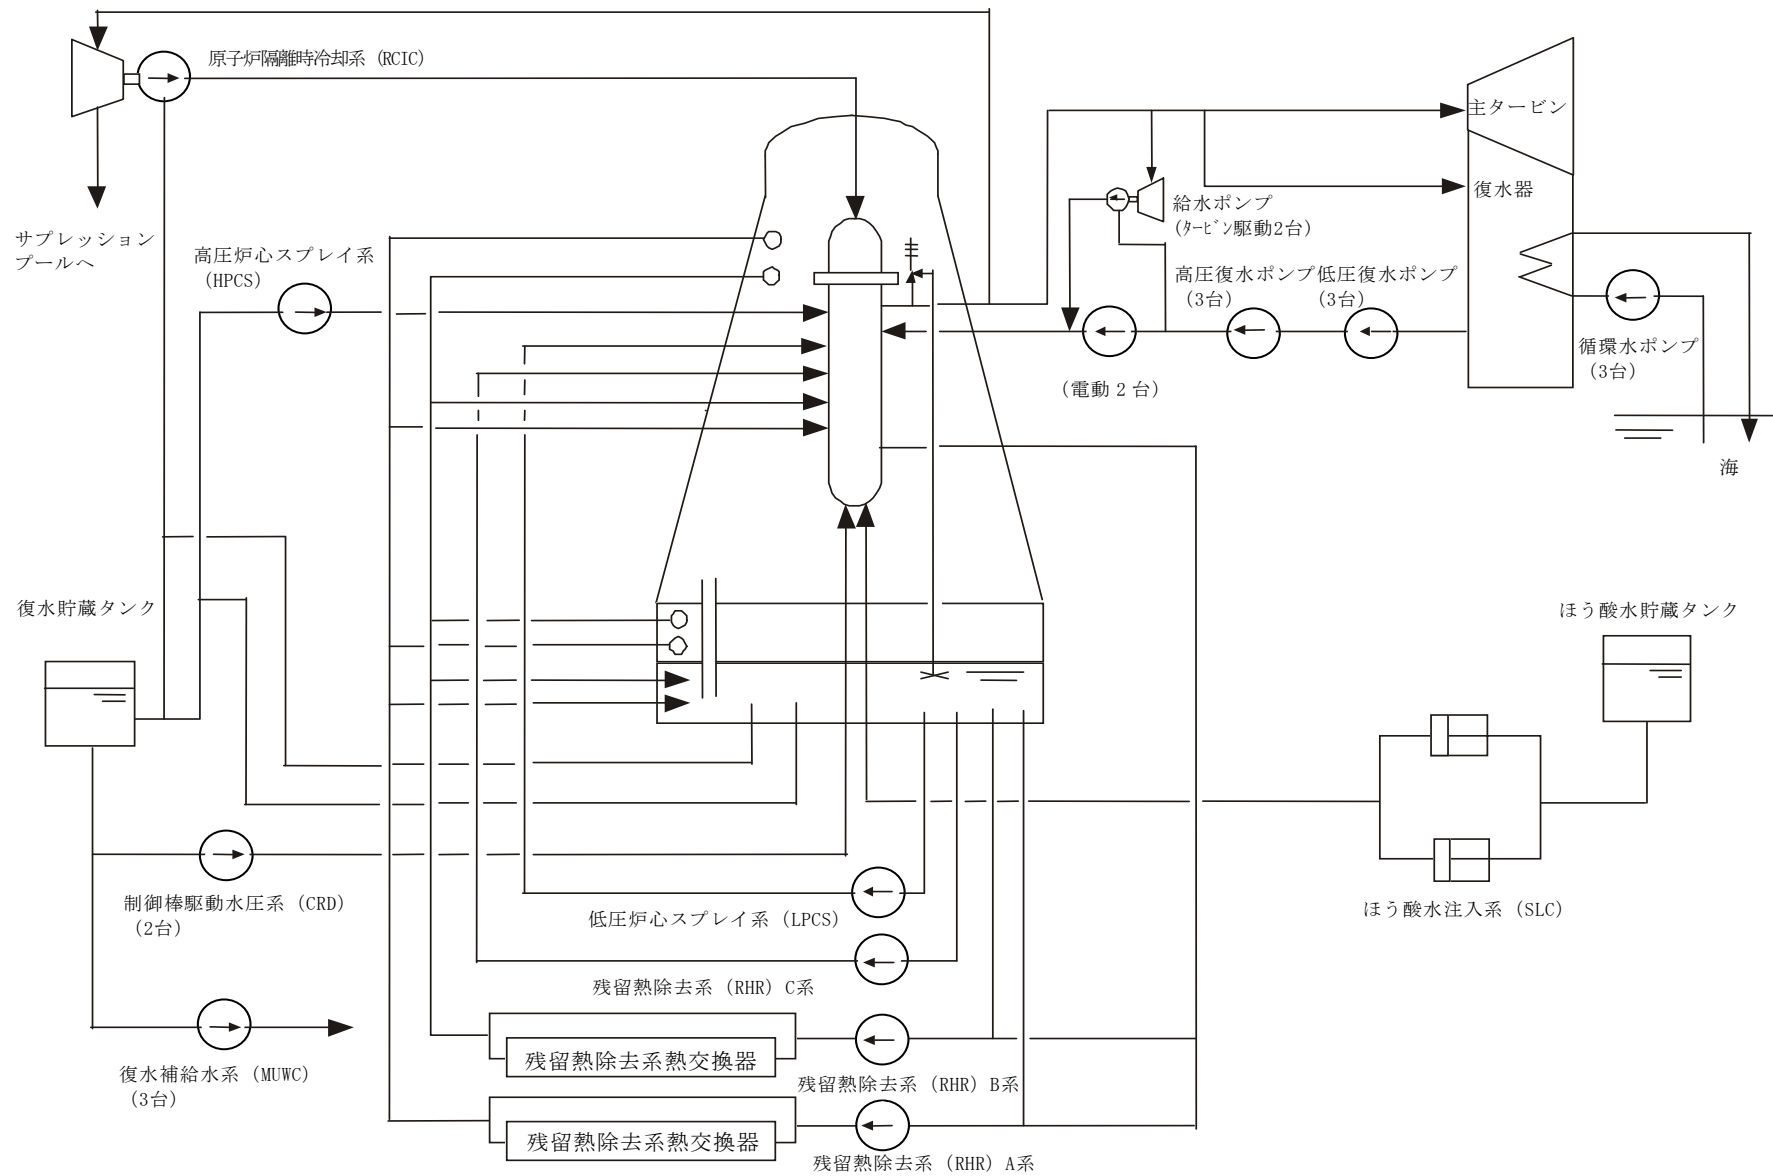 原子炉隔離時冷却系（RCIC）
主タービン
復水器
給水ポンプ
（ﾀｰﾋﾞﾝ駆動2台）
サプレッション
プールへ
高圧炉心スプレイ系
（HPCS）
高圧復水ポンプ
（3台）
低圧復水ポンプ
（3台）
循環水ポンプ
（3台）
（電動２台）
海
復水貯蔵タンク
ほう酸水貯蔵タンク
制御棒駆動水圧系（CRD）
（2台）
低圧炉心スプレイ系（LPCS）
ほう酸水注入系（SLC）
残留熱除去系（RHR）C系
残留熱除去系熱交換器
復水補給水系（MUWC）
（3台）
残留熱除去系（RHR）B系
残留熱除去系熱交換器
残留熱除去系（RHR）A系